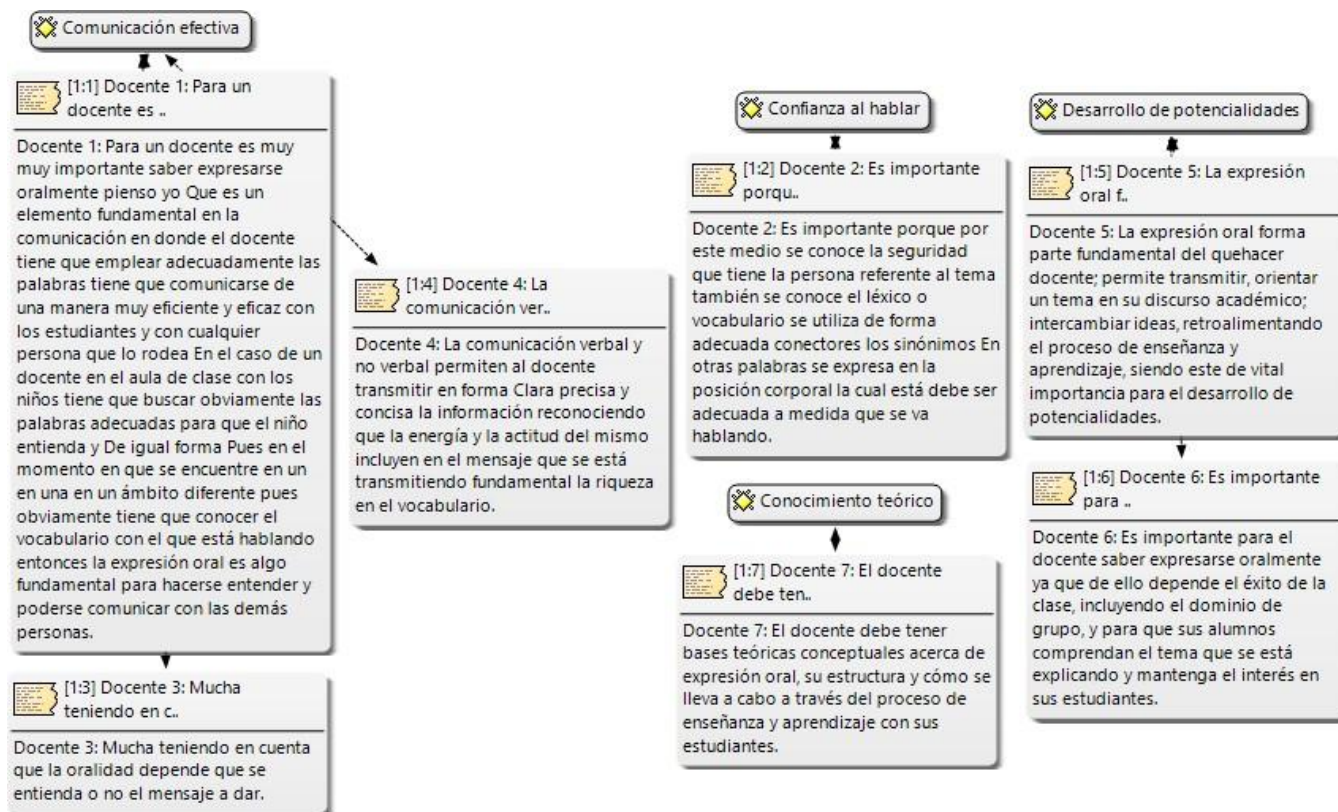 Comunicación efectiva
[1:1] Docente 1: Para un
docente es ..
Docente 1: Para un docente es muy
muy importante saber expresarse
oralmente pienso yo Que es un
elemento fundamental en la
comunicación en donde el docente
tiene que emplear adecuadamente las
palabras tiene que comunicarse de
una manera muy eficiente y eficaz con
los estudiantes y con cualquier
persona que lo rodea En el caso de un
docente en el aula de clase con los
niños tiene que buscar obviamente las
palabras adecuadas para que el niño
entienda y De igual forma Pues en el
momento en que se encuentre en un
en una en un ámbito diferente pues
obviamente tiene que conocer el
vocabulario con el que está hablando
entonces la expresión oral es algo
fundamental para hacerse entender y
poderse comunicar con las demás
personas.
[1:3] Docente 3: Mucha
teniendo en c..
Docente 3: Mucha teniendo en cuenta
que la oralidad depende que se
entienda o no el mensaje a dar.
[1:4] Docente 4: La
comunicación ver..
Docente 4: La comunicación verbal y
no verbal permiten al docente
transmitir en forma Clara precisa y
concisa la información reconociendo
que la energía y la actitud del mismo
incluyen en el mensaje que se está
transmitiendo fundamental la riqueza
en el vocabulario.
Confianza al hablar
[1:2] Docente 2: Es importante
porqu..
Docente 2: Es importante porque por
este medio se conoce la seguridad
que tiene la persona referente al tema
también se conoce el léxico o
vocabulario se utiliza de forma
adecuada conectores los sinónimos En
otras palabras se expresa en la
posición corporal la cual está debe ser
adecuada a medida que se va
hablando.
Conocimiento teórico
[1:7] Docente 7: El docente
debe ten..
Docente 7: El docente debe tener
bases teóricas conceptuales acerca de
expresión oral, su estructura y cómo se
lleva a cabo a través del proceso de
enseñanza y aprendizaje con sus
estudiantes.
Desarrollo de potencialidades
[1:5] Docente 5: La expresión
oral f..
Docente 5: La expresión oral forma
parte fundamental del quehacer
docente; permite transmitir, orientar
un tema en su discurso académico;
intercambiar ideas, retroalimentando
el proceso de enseñanza y
aprendizaje, siendo este de vital
importancia para el desarrollo de
potencialidades.
[1:6] Docente 6: Es importante
para ..
Docente 6: Es importante para el
docente saber expresarse oralmente
ya que de ello depende el éxito de la
clase, incluyendo el dominio de
grupo, y para que sus alumnos
comprendan el tema que se está
explicando y mantenga el interés en
sus estudiantes.